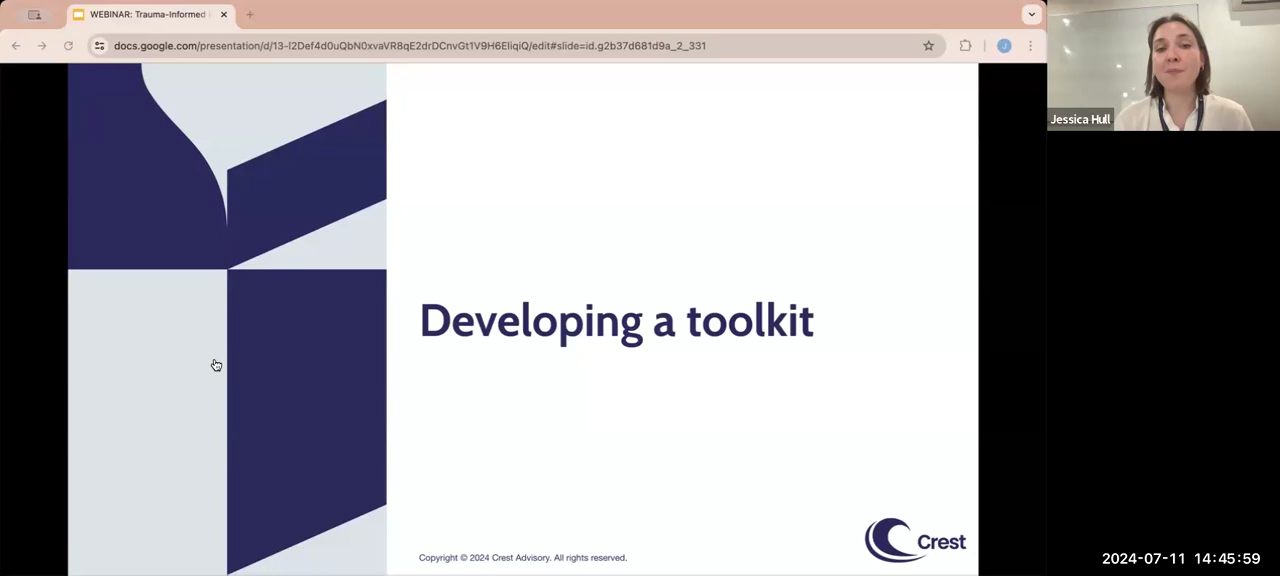 WEBINAR: Trauma-Informed
docs.google.com/presentation/d/13-l2Def4d0uQbN0xvaVR8qE2drDCnvGt1V9H6EliqiQ/edit#slide=id.g2b37d681d9a_2_331
J
Jessica Hull
Developing a toolkit
Crest
Copyright © 2024 Crest Advisory. All rights reserved.
2024-07-11 14:45:59